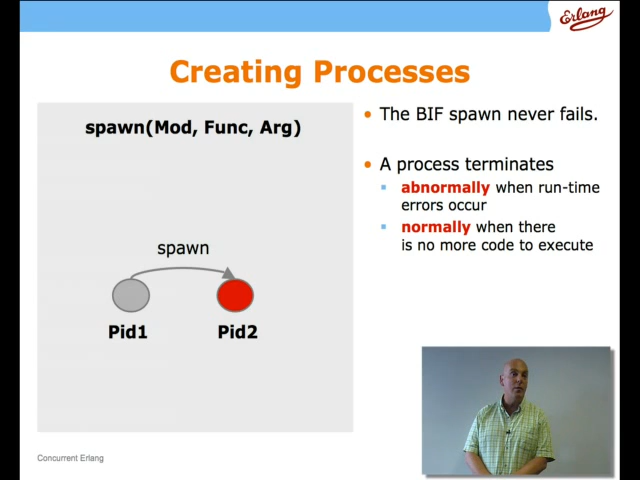 Erlang
Creating Processes
spawn(Mod, Func, Arg)
spawn
Pid1
Pid2
• The BIF spawn never fails.
• A process terminates
abnormally when run-time
errors occur
normally when there
is no more code to execute
Concurrent Erlang